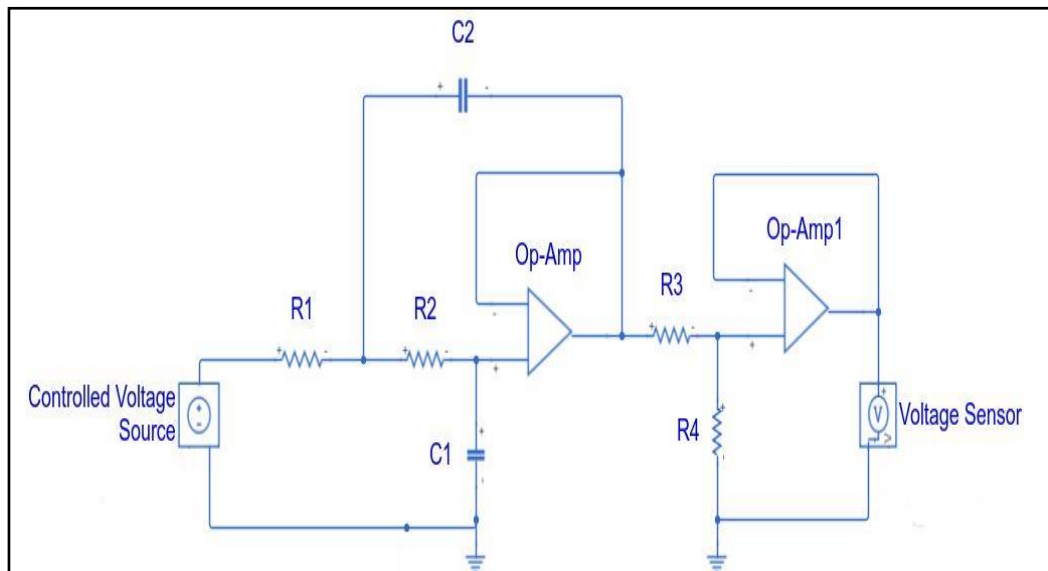 C2
Op-Amp
Op-Amp1
R1
R2
R3
Controlled Voltage
Source
C1
R4
V
Voltage Sensor